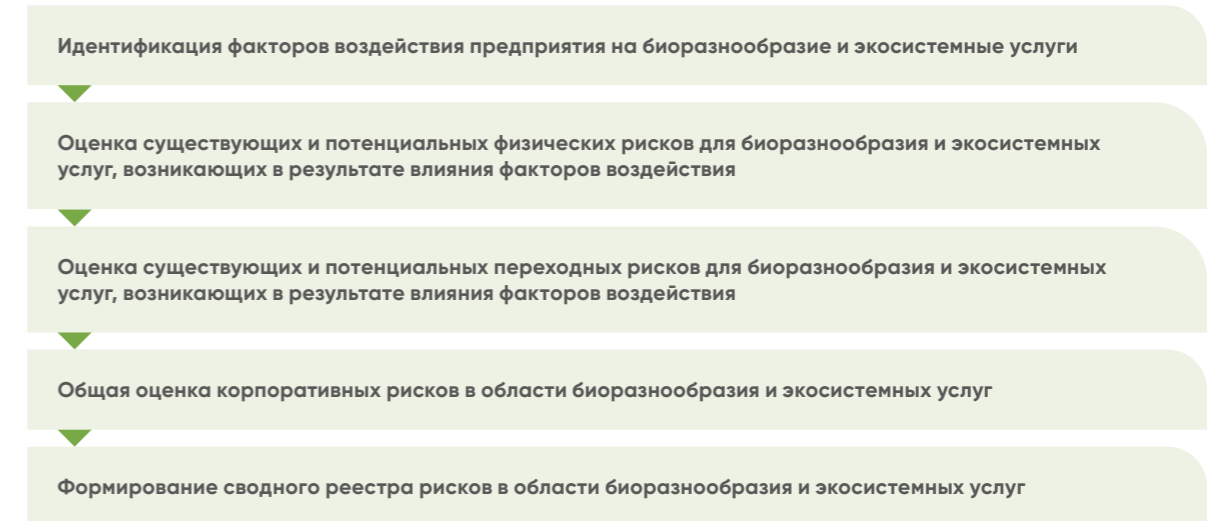 Идентификация факторов воздействия предприятия на биоразнообразие и экосистемные услуги
Оценка существующих и потенциальных физических рисков для биоразнообразия и экосистемных
услуг, возникающих в результате влияния факторов воздействия
Оценка существующих и потенциальных переходных рисков для биоразнообразия и экосистемных
услуг, возникающих в результате влияния факторов воздействия
Общая оценка корпоративных рисков в области биоразнообразия и экосистемных услуг
Формирование сводного реестра рисков в области биоразнообразия и экосистемных услуг